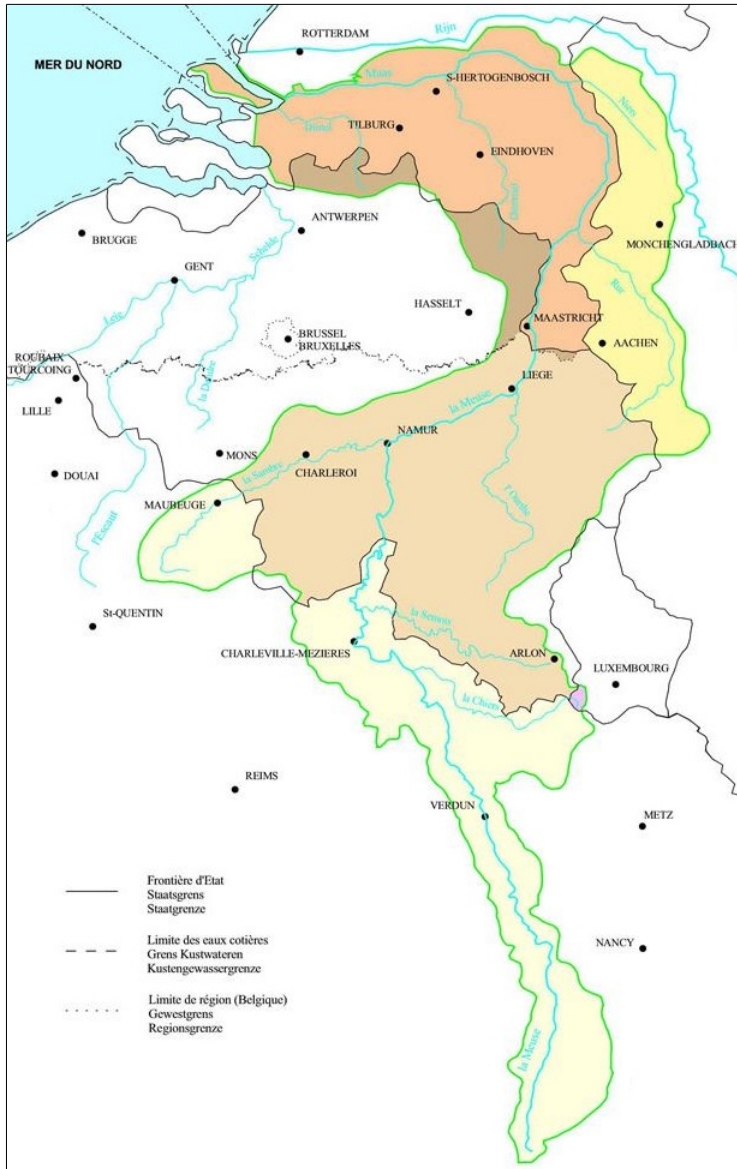 ROTTERDAM
Rijn
MER DU NORD
Maas
S-HERTOGENBOSCH
Niers
TILBURG
EINDHOVEN
Dommel
ANTWERPEN
BRUGGE
MONCHENGLADBACH
Schelde
GENT
Rur
HASSELT
Leie
MAASTRICHT
BRUSSEL
BRUXELLES
AACHEN
ROUBAIX
TOURCOING
la Dendre
LIEGE
LILLE
la Meuse
NAMUR
MONS
CHARLEROI
la Sambre
DOUAI
l'Ourthe
MAUBEUGE
l'Escaut
St-QUENTIN
la Semois
CHARLEVILLE-MEZIERES
ARLON
LUXEMBOURG
la Chiers
REIMS
VERDUN
METZ
Frontière d'Etat
Staatsgrens
Staatgrenze
NANCY
Limite des eaux cotières
Grens Kustwateren
Kustengewassergrenze
Limite de région (Belgique)
Gewestgrens
Regionsgrenze
la Meuse